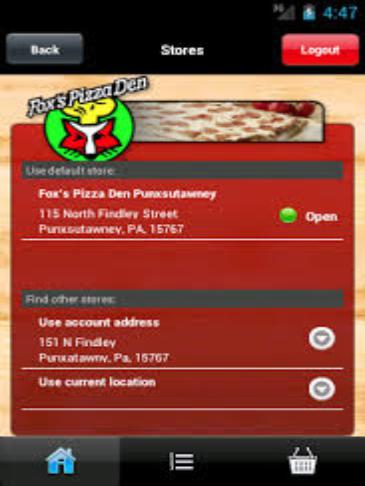 3G 4:47
Back Stores Logout
Fox's Pizza Den
Use default store:
Fox's Pizza Den Punxsutawney
115 North Findley Street
Open
Punxsutawney, PA, 15767
Find other stores:
Use account address
151 N Findley
Punxatawny, Pa, 15767
Use current location